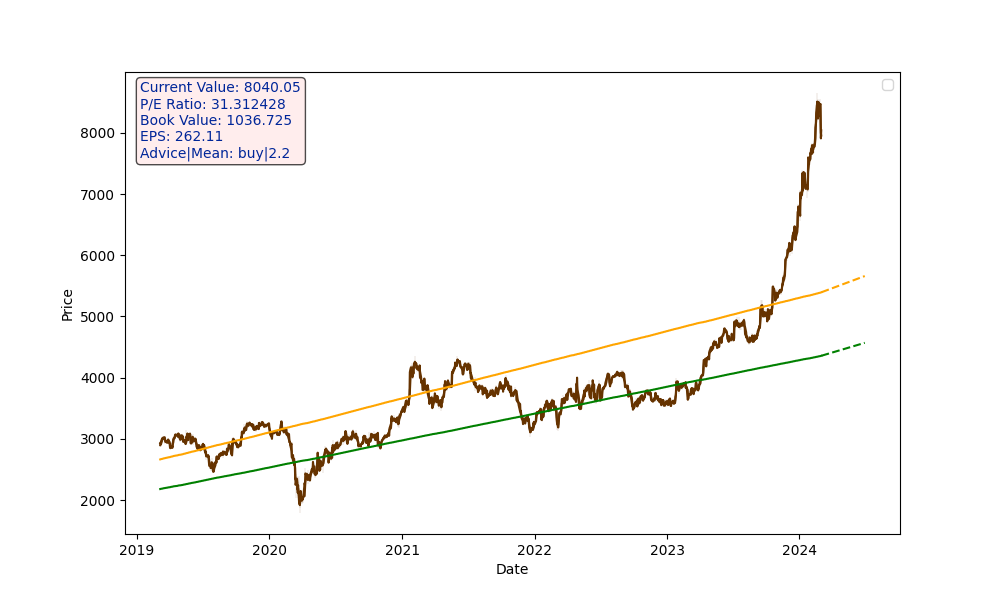 Current Value: 8040.05
P/E Ratio: 31.312428
Book Value: 1036.725
EPS: 262.11
Advice|Mean: buy|2.2
8000
7000
6000
5000
4000
3000
2000
Price
2019 2020 2021 2022 2023 2024
Date